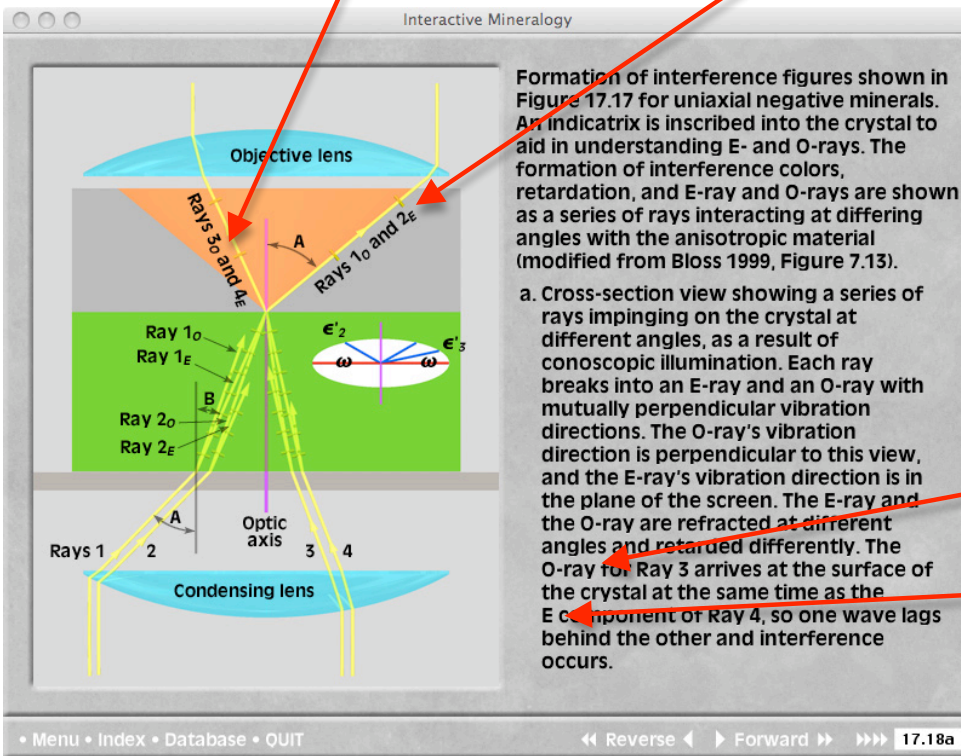 Interactive Mineralogy
Objective lens
Rays 3O and 4E
A
Rays 1O and 2E
Ray 1O
Ray 1E
B
Ray 2O
Ray 2E
ϵ'2
ϵ'3
ω
ω
A
Optic
axis
Rays 1
2
3
4
Condensing lens
Formation of interference figures shown in
Figure 17.17 for uniaxial negative minerals.
An indicatrix is inscribed into the crystal to
aid in understanding E- and O-rays. The
formation of interference colors,
retardation, and E-ray and O-rays are shown
as a series of rays interacting at differing
angles with the anisotropic material
(modified from Bloss 1999, Figure 7.13).
a. Cross-section view showing a series of
rays impinging on the crystal at
different angles, as a result of
conoscopic illumination. Each ray
breaks into an E-ray and an O-ray with
mutually perpendicular vibration
directions. The O-ray's vibration
direction is perpendicular to this view,
and the E-ray's vibration direction is in
the plane of the screen. The E-ray and
the O-ray are refracted at different
angles and retarded differently. The
O-ray for Ray 3 arrives at the surface of
the crystal at the same time as the
E component of Ray 4, so one wave lags
behind the other and interference
occurs.
• Menu • Index • Database • QUIT
Reverse
Forward
17.18a